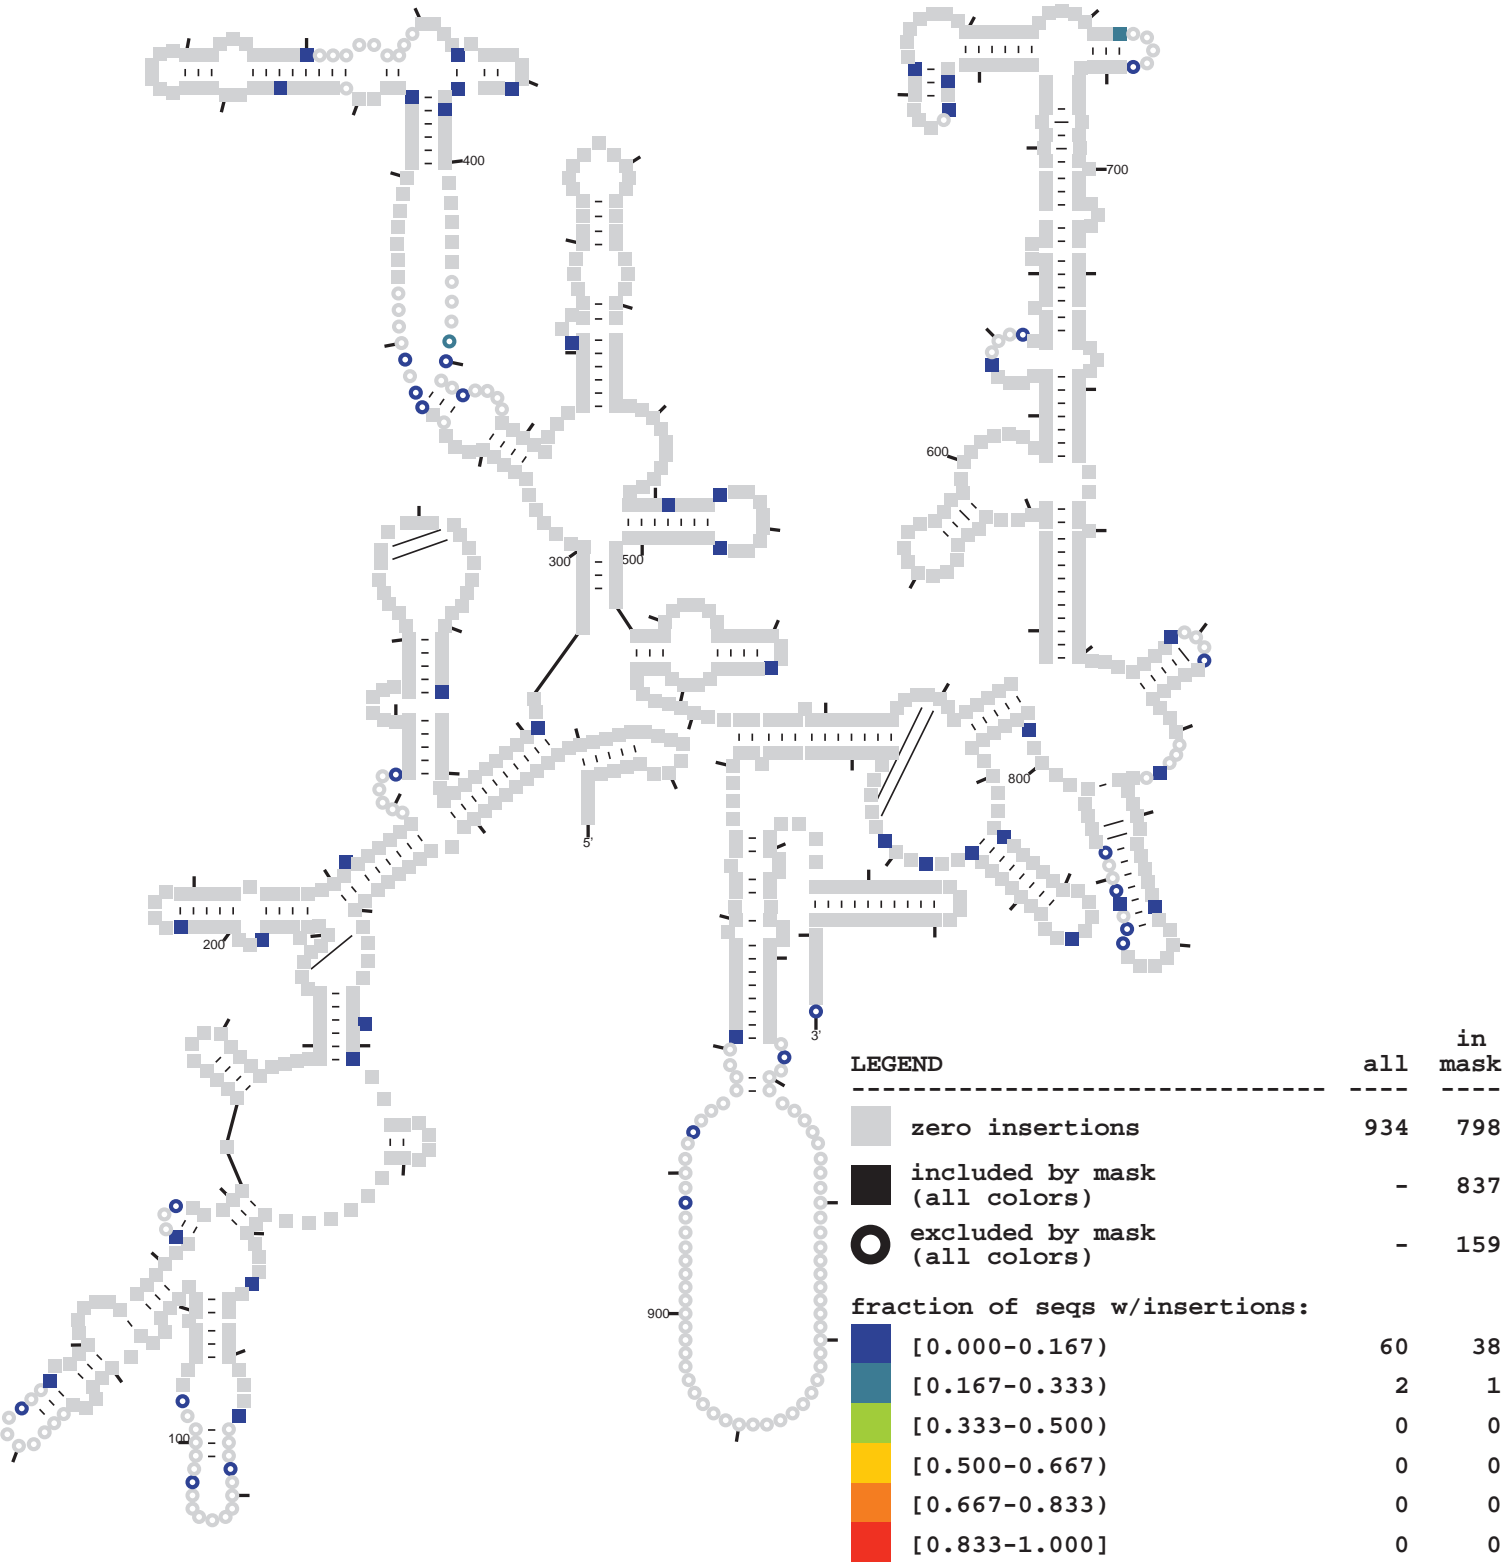 400
700
600
300
500
800
5'
200
3'
900
100
in
LEGEND all mask
zero insertions 934 798
included by mask
(all colors) - 837
excluded by mask
(all colors) - 159
fraction of seqs w/insertions:
[0.000-0.167) 60 38
[0.167-0.333) 2 1
[0.333-0.500) 0 0
[0.500-0.667) 0 0
[0.667-0.833) 0 0
[0.833-1.000] 0 0